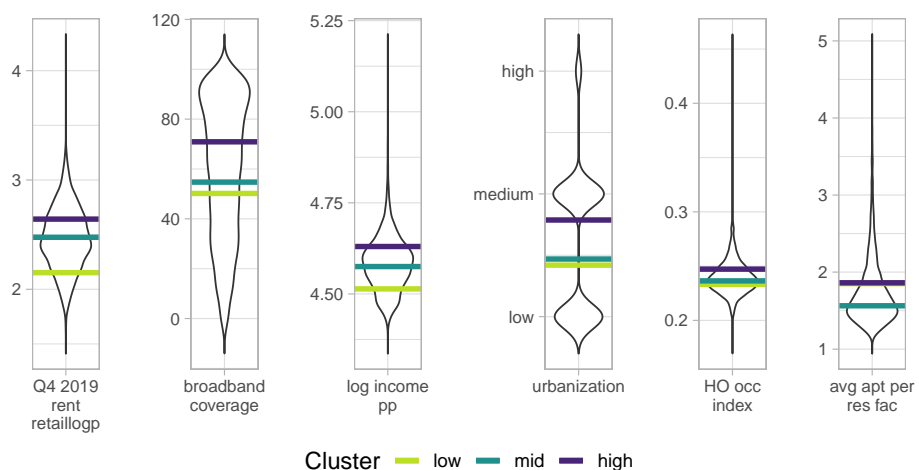 4
3
2
Q4 2019
rent
retaillogp
120
80
40
0
broadband
coverage
5.25
5.00
4.75
4.50
log income
pp
high
medium
low
urbanization
0.4
0.3
0.2
HO occ
index
5
4
3
2
1
avg apt per
res fac
Cluster low mid high